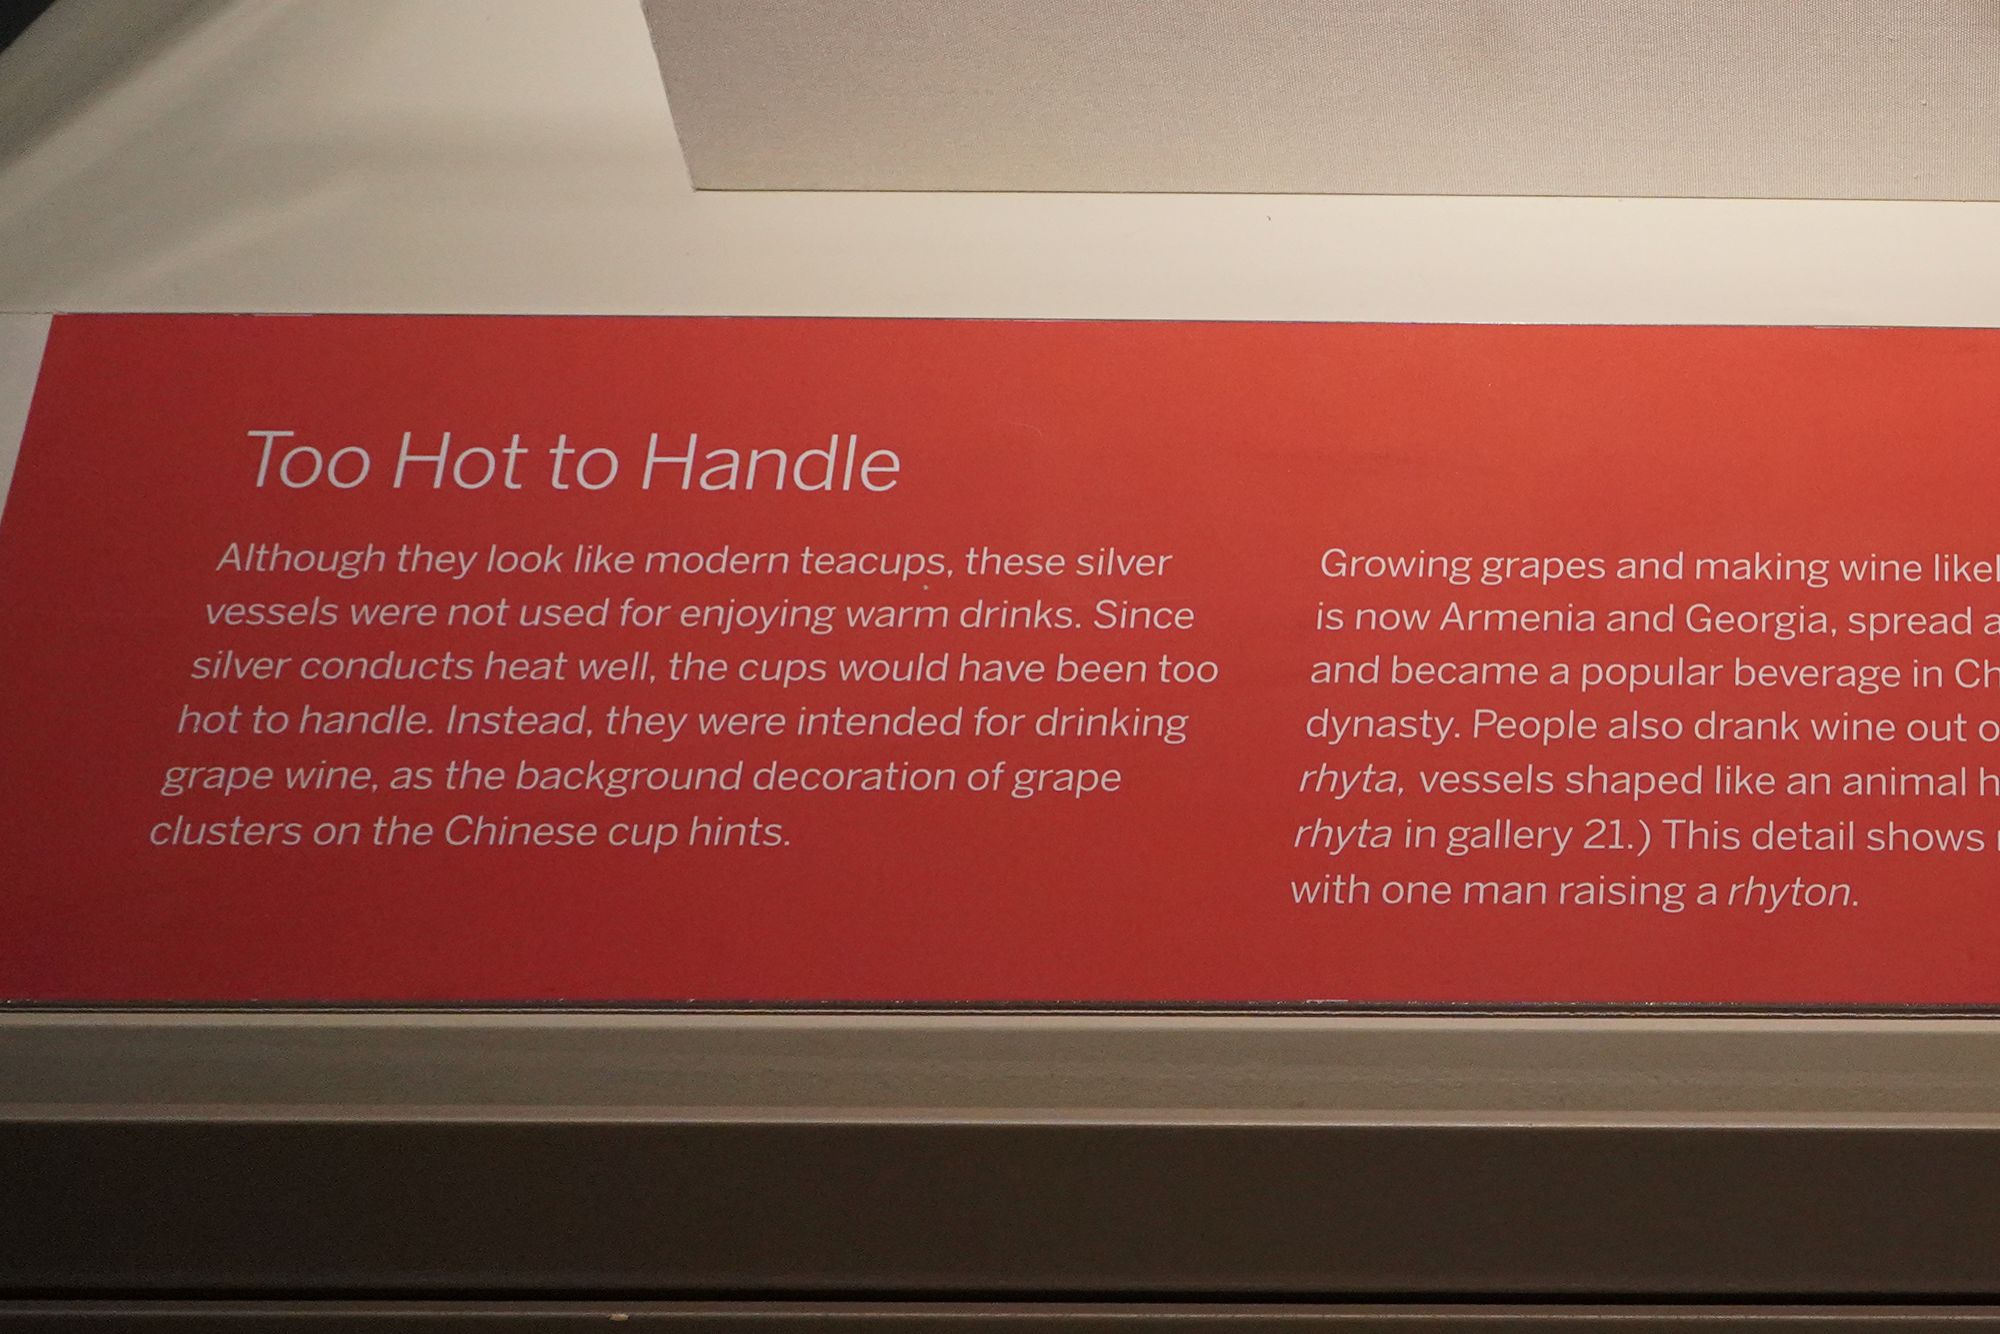 Too Hot to Handle
Although they look like modern teacups, these silver
vessels were not used for enjoying warm drinks. Since
silver conducts heat well, the cups would have been too
hot to handle. Instead, they were intended for drinking
grape wine, as the background decoration of grape
clusters on the Chinese cup hints.
Growing grapes and making wine
is now Armenia and Georgia, spread
and became a popular beverage in
dynasty. People also drank wine out
rhyta, vessels shaped like an animal
rhyta in gallery 21.) This detail shows
with one man raising a rhyton.